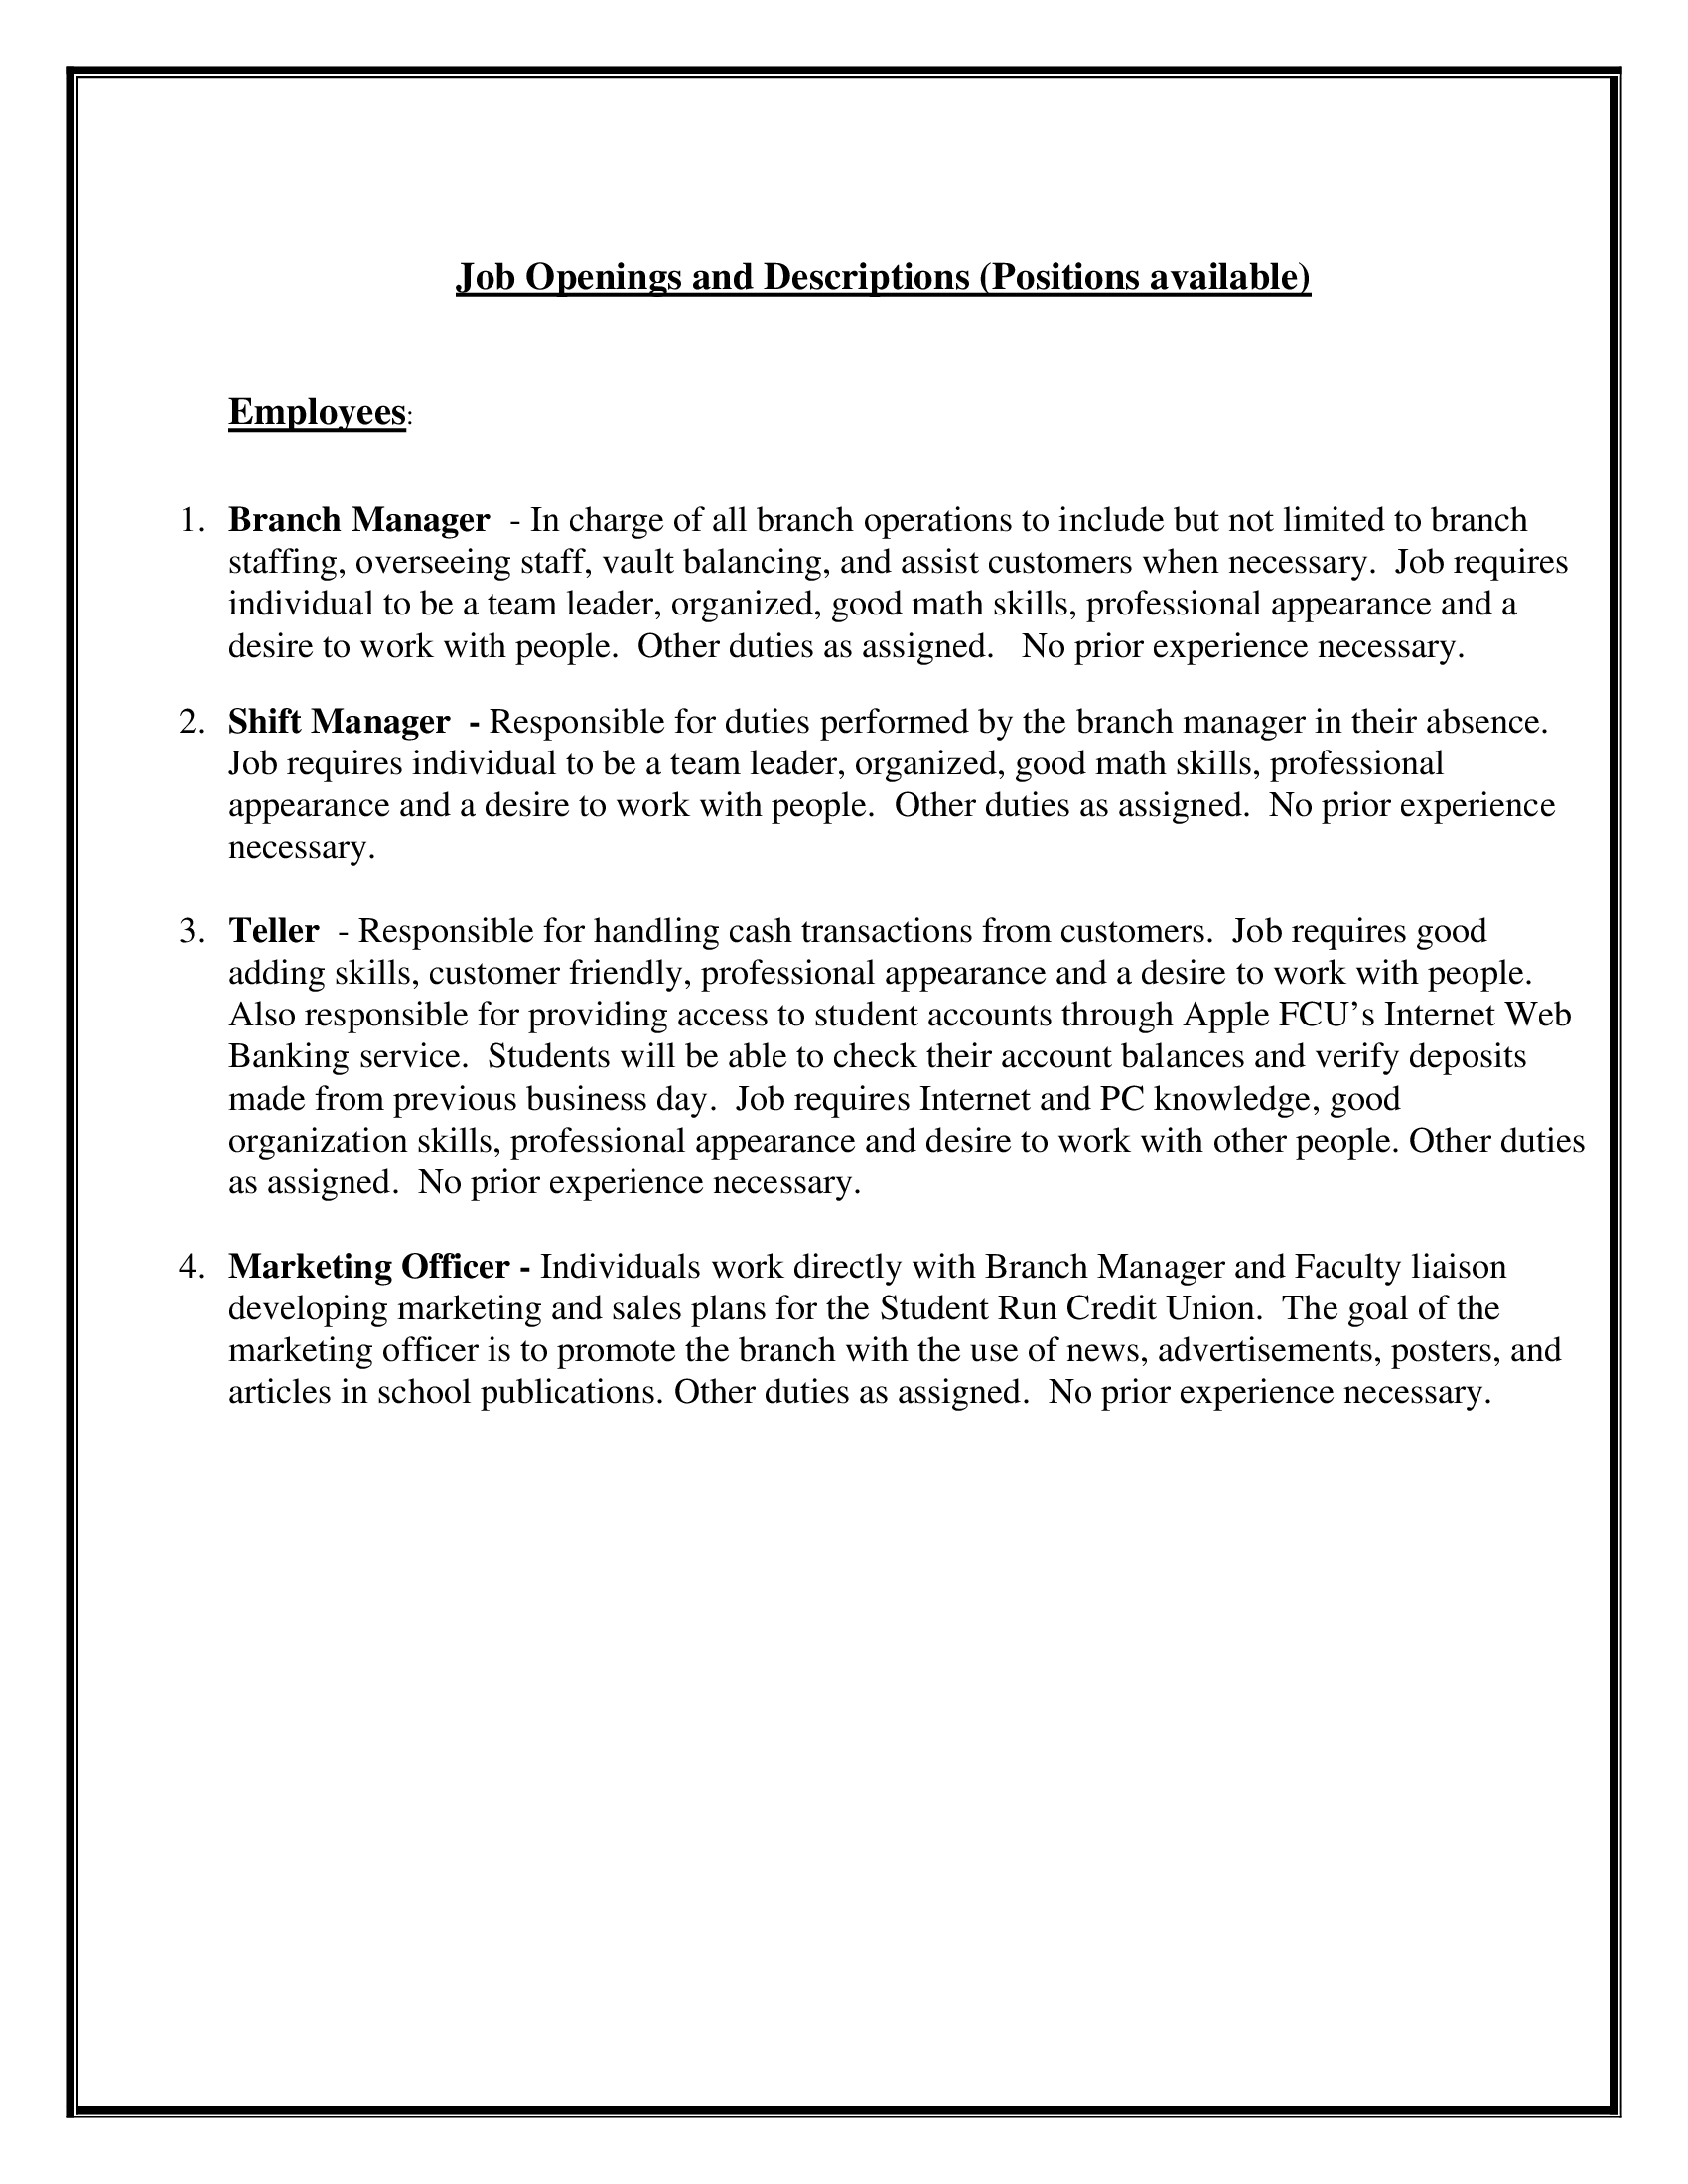 Job Openings and Descriptions (Positions available)
Employees:
1. Branch Manager - In charge of all branch operations to include but not limited to branch
staffing, overseeing staff, vault balancing, and assist customers when necessary. Job requires
individual to be a team leader, organized, good math skills, professional appearance and a
desire to work with people. Other duties as assigned. No prior experience necessary.
2. Shift Manager - Responsible for duties performed by the branch manager in their absence.
Job requires individual to be a team leader, organized, good math skills, professional
appearance and a desire to work with people. Other duties as assigned. No prior experience
necessary.
3. Teller - Responsible for handling cash transactions from customers. Job requires good
adding skills, customer friendly, professional appearance and a desire to work with people.
Also responsible for providing access to student accounts through Apple FCU’s Internet Web
Banking service. Students will be able to check their account balances and verify deposits
made from previous business day. Job requires Internet and PC knowledge, good
organization skills, professional appearance and desire to work with other people. Other duties
as assigned. No prior experience necessary.
4. Marketing Officer - Individuals work directly with Branch Manager and Faculty liaison
developing marketing and sales plans for the Student Run Credit Union. The goal of the
marketing officer is to promote the branch with the use of news, advertisements, posters, and
articles in school publications. Other duties as assigned. No prior experience necessary.